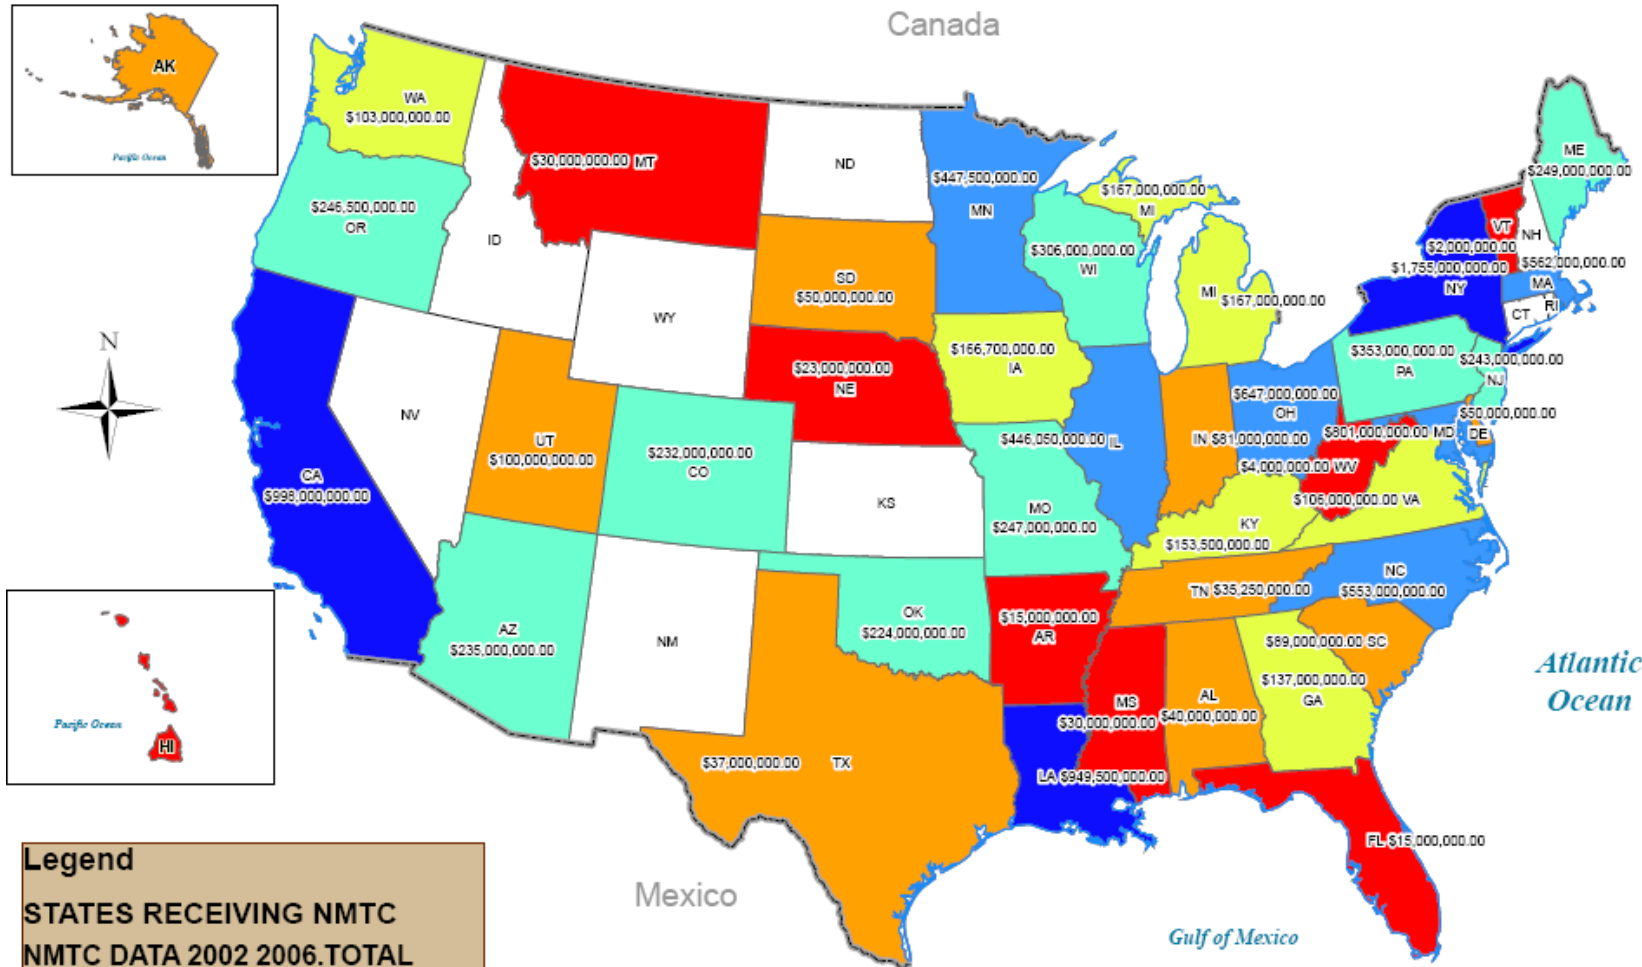 Canada
AK
Pacific Ocean
WA
$103,000,000.00
$30,000,000.00 MT
ND
$447,500,000.00
MN
$167,000,000.00
MI
ME
$249,000,000.00
$246,500,000.00
OR
ID
SD
$50,000,000.00
$306,000,000.00
WI
MI
$167,000,000.00
VT
$2,000,000.00
NH
$562,000,000.00
$1,755,000,000.00
NY
MA
CT
RI
WY
N
$166,700,000.00
IA
$23,000,000.00
NE
$353,000,000.00
PA
$243,000,000.00
NJ
$647,000,000.00
OH
$50,000,000.00
DE
NV
UT
$100,000,000.00
$232,000,000.00
CO
$446,050,000.00 IL
IN $81,000,000.00
$801,000,000.00 MD
$4,000,000.00 WV
$106,000,000.00 VA
CA
$998,000,000.00
KS
MO
$247,000,000.00
KY
$153,500,000.00
NC
$553,000,000.00
TN $35,250,000.00
AZ
$235,000,000.00
NM
OK
$224,000,000.00
$15,000,000.00
AR
$89,000,000.00 SC
$137,000,000.00
GA
Atlantic
Ocean
MS
$30,000,000.00
AL
$40,000,000.00
Pacific Ocean
HI
$37,000,000.00 TX
LA $949,500,000.00
FL $15,000,000.00
Mexico
Gulf of Mexico
Legend
STATES RECEIVING NMTC
NMTC DATA 2002 2006.TOTAL